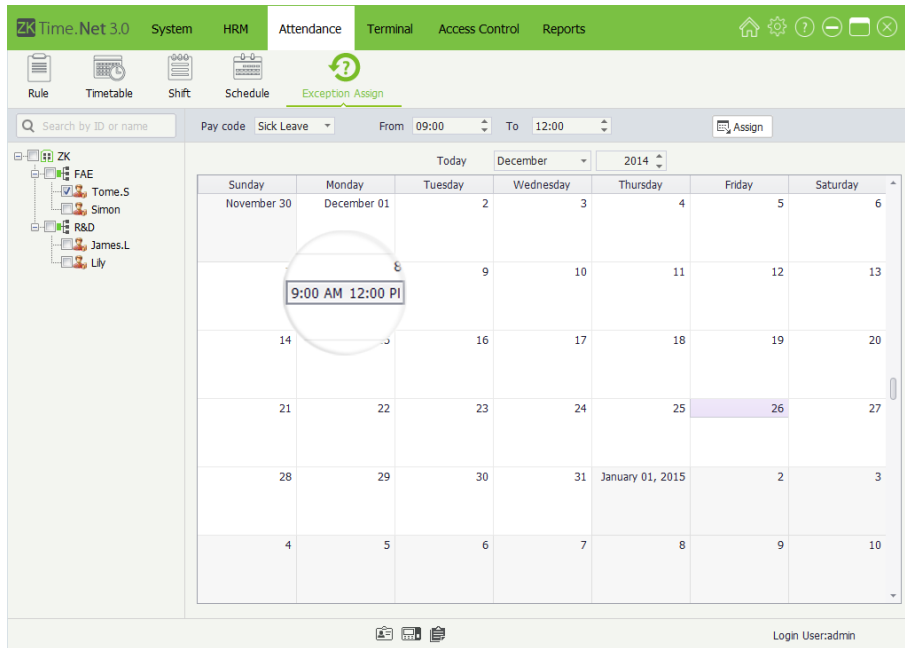 ZK Time.Net 3.0 System HRM Attendance Terminal Access Control Reports
Rule Timetable Shift Schedule Exception Assign
Search by ID or name Pay code Sick Leave From 09:00 To 12:00 Assign
ZK
FAE
Tome.S
Simon
R&D
James.L
Lily
Today December 2014
Sunday Monday Tuesday Wednesday Thursday Friday Saturday
November 30 December 01 2 3 4 5 6
8 9 10 11 12 13
9:00 AM 12:00
14 16 17 18 19 20
21 22 23 24 25 26 27
28 29 30 31 January 01, 2015 2 3
4 5 6 7 8 9 10
Login User:admin